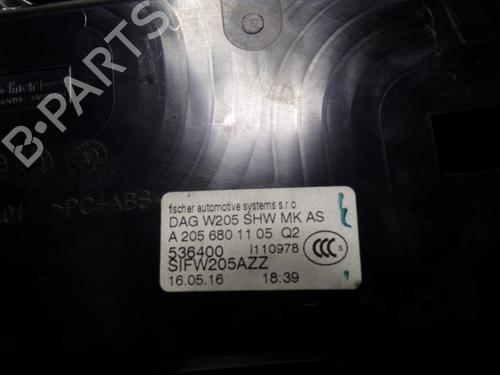 fischer automotive systems s.r.o.
DAG W205 SHW MK AS
A 205 680 11 05 Q2
536400 I110978
SIFW205AZZ
16.05.16 18:39
CCC S
>PC+ABS
B-PARTS